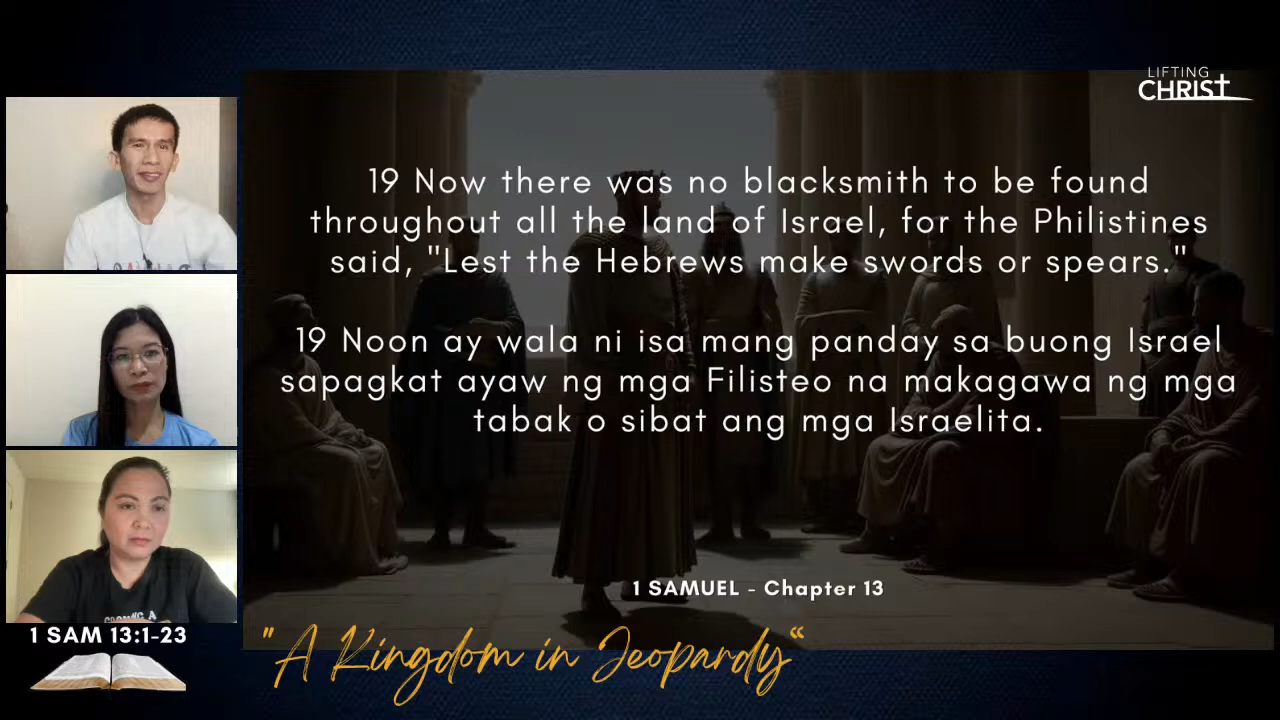 LIFTING
CHRIST
19 Now there was no blacksmith to be found
throughout all the land of Israel, for the Philistines
said, "Lest the Hebrews make swords or spears."
19 Noon ay wala ni isa mang panday sa buong Israel
sapagkat ayaw ng mga Filisteo na makagawa ng mga
tabak o sibat ang mga Israelita.
1 SAMUEL - Chapter 13
1 SAM 13:1-23
"A Kingdom in Jeopardy“